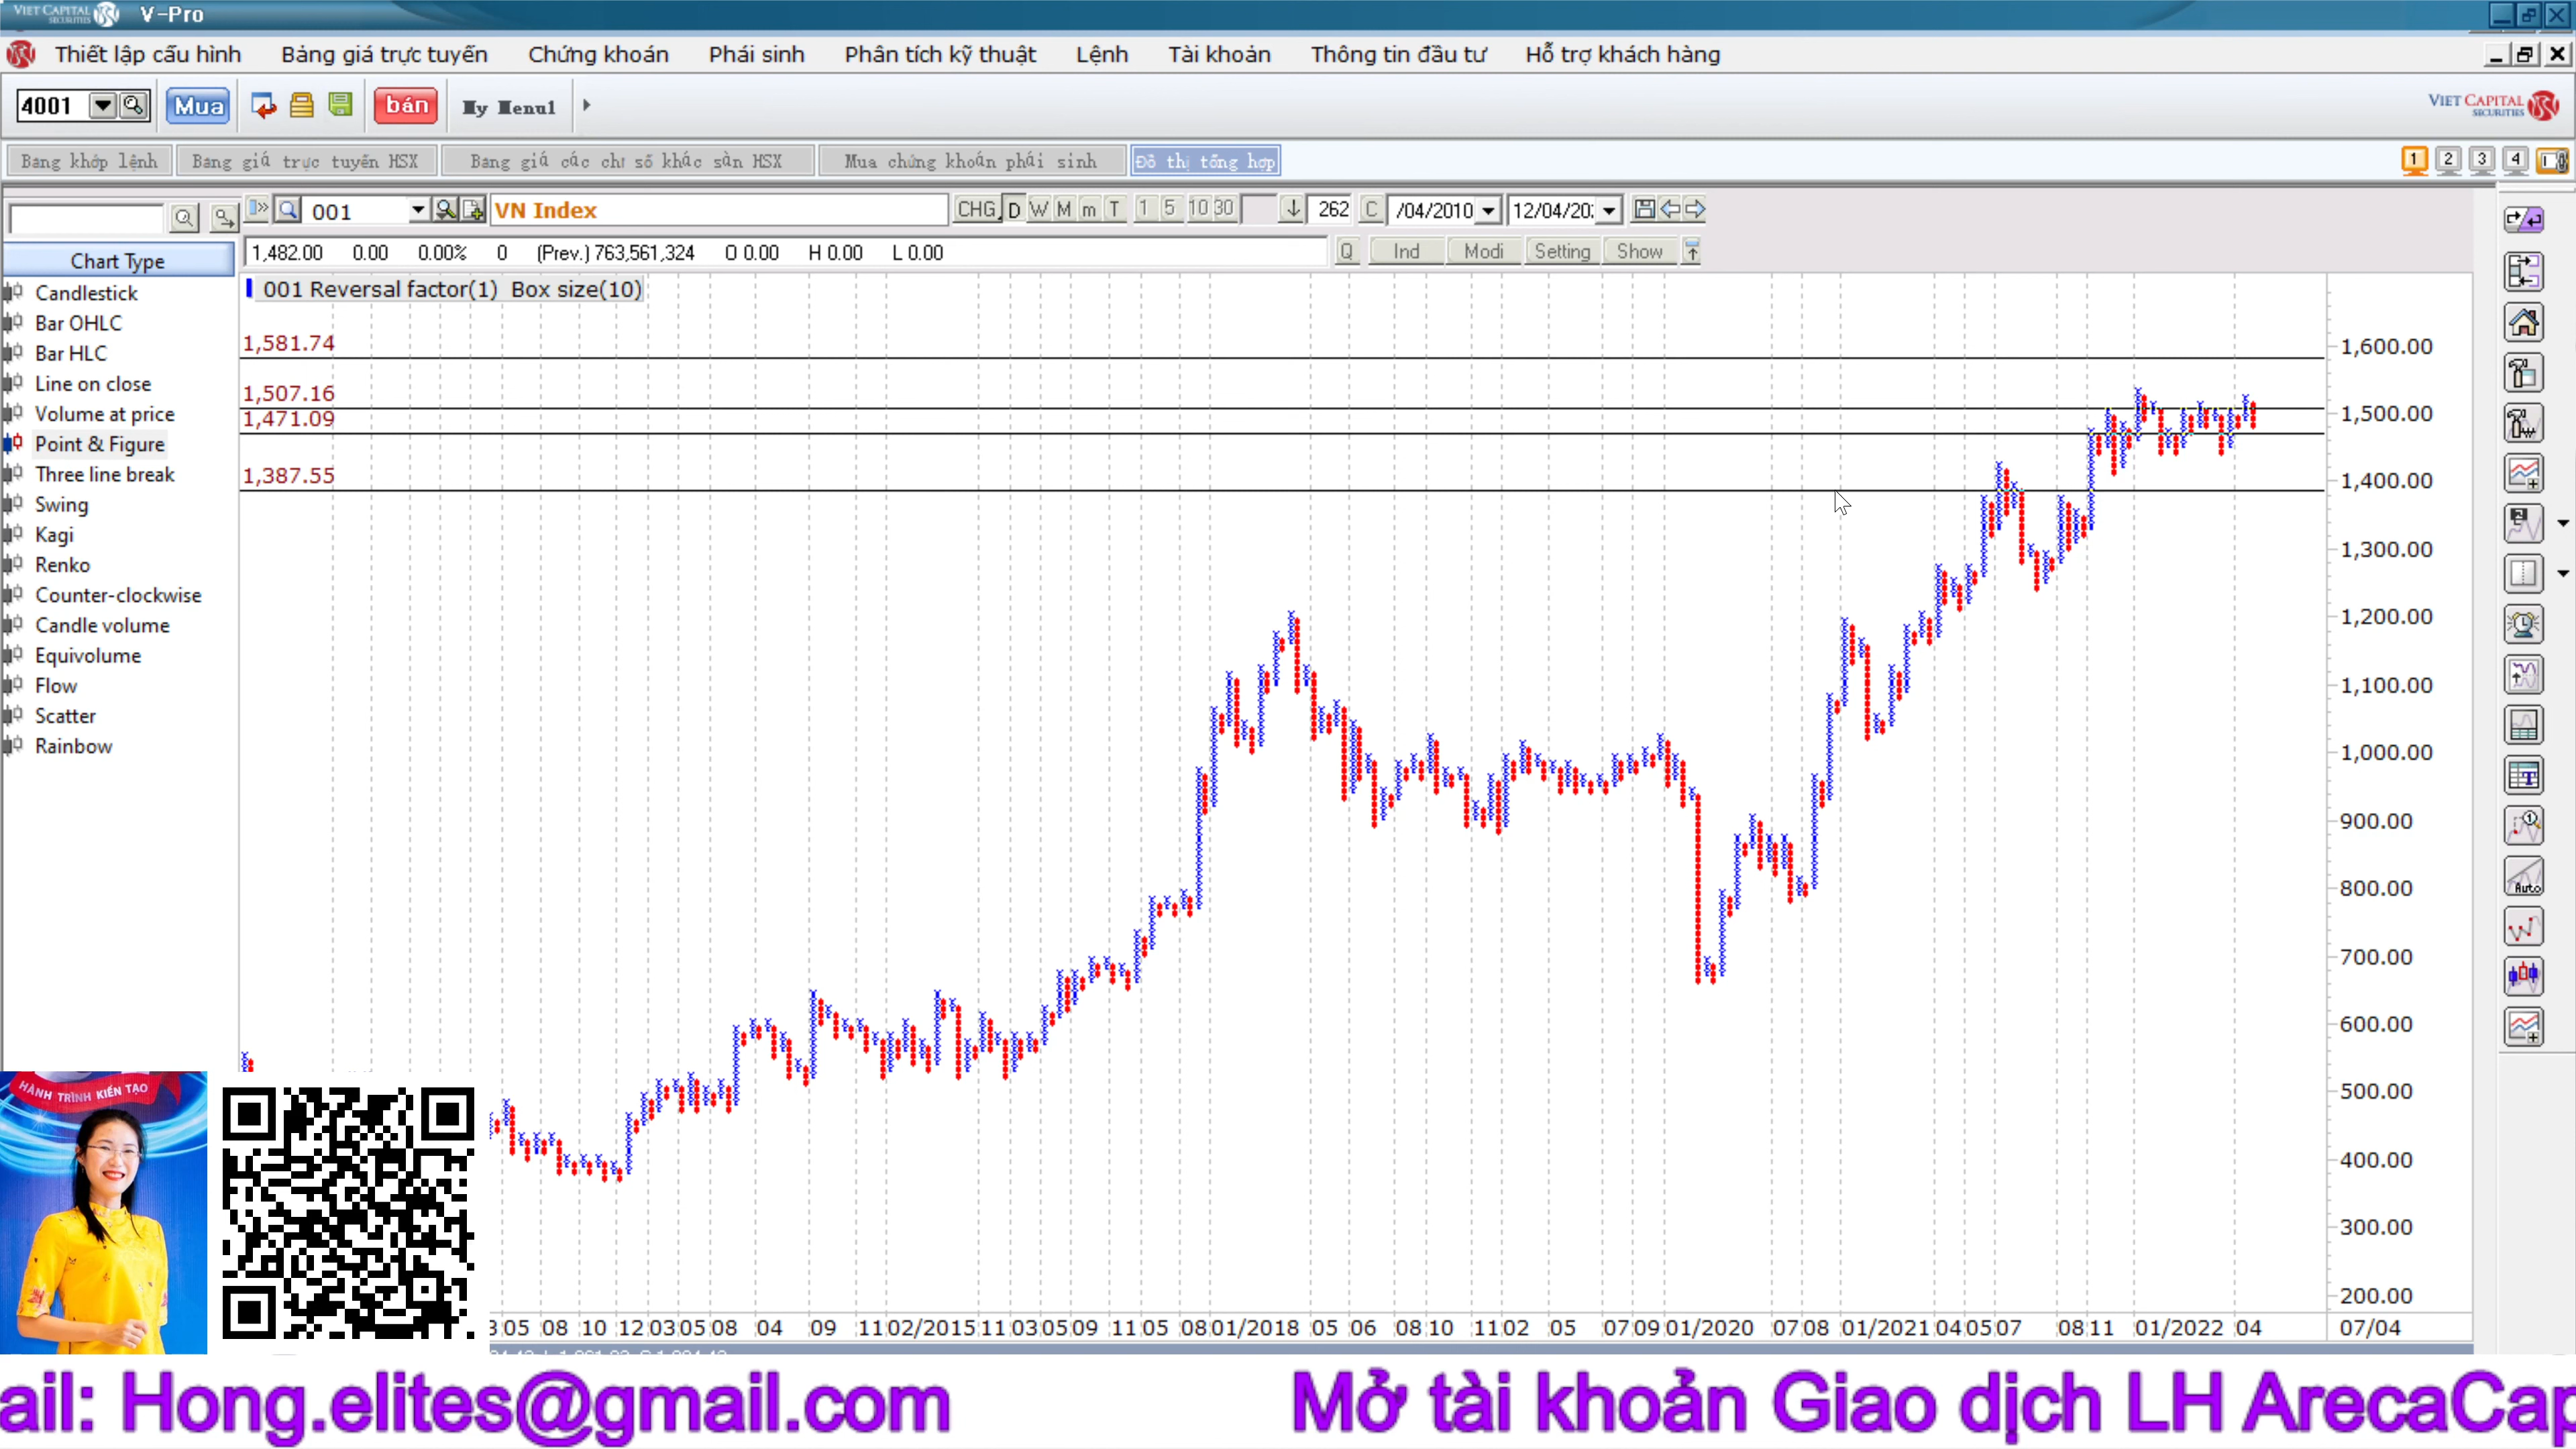 VIET CAPITAL SECURITIES V-Pro
Thiết lập cấu hình Bảng giá trực tuyến Chứng khoán Phái sinh Phân tích kỹ thuật Lệnh Tài khoản Thông tin đầu tư Hỗ trợ khách hàng
4001 Mua bán My Menu1 VIET CAPITAL SECURITIES
Bảng khớp lệnh Bảng giá trực tuyến HSX Bảng giá các chỉ số khác sàn HSX Mua chứng khoán phái sinh Đồ thị tổng hợp 1 2 3 4
001 VN Index CHG D W M m T 1 5 10 30 262 C /04/2010 12/04/20
1,482.00 0.00 0.00% 0 (Prev.) 763,561,324 O 0.00 H 0.00 L 0.00 Q Ind Modi Setting Show
Chart Type
Candlestick
Bar OHLC
Bar HLC
Line on close
Volume at price
Point & Figure
Three line break
Swing
Kagi
Renko
Counter-clockwise
Candle volume
Equivolume
Flow
Scatter
Rainbow
001 Reversal factor(1) Box size(10)
1,581.74
1,507.16
1,471.09
1,387.55
1,600.00
1,500.00
1,400.00
1,300.00
1,200.00
1,100.00
1,000.00
900.00
800.00
700.00
600.00
500.00
400.00
300.00
200.00
Auto
HÀNH TRÌNH KIẾN TẠO
05 08 10 12 03 05 08 04 09 11 02/2015 11 03 05 09 11 05 08 01/2018 05 06 08 10 11 02 05 07 09 01/2020 07 08 01/2021 04 05 07 08 11 01/2022 04 07/04
ail: Hong.elites@gmail.com Mở tài khoản Giao dịch LH ArecaCap